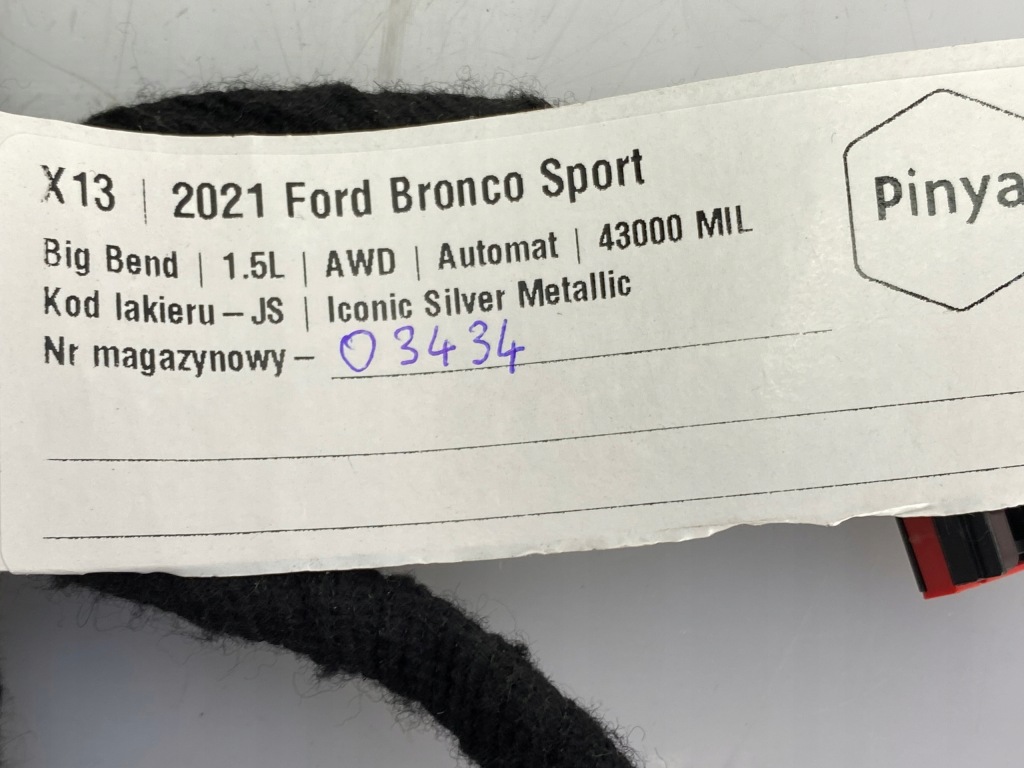 X13 | 2021 Ford Bronco Sport
Big Bend | 1.5L | AWD | Automat | 43000 MIL
Kod lakieru – JS | Iconic Silver Metallic
Nr magazynowy – 03434
Pinya